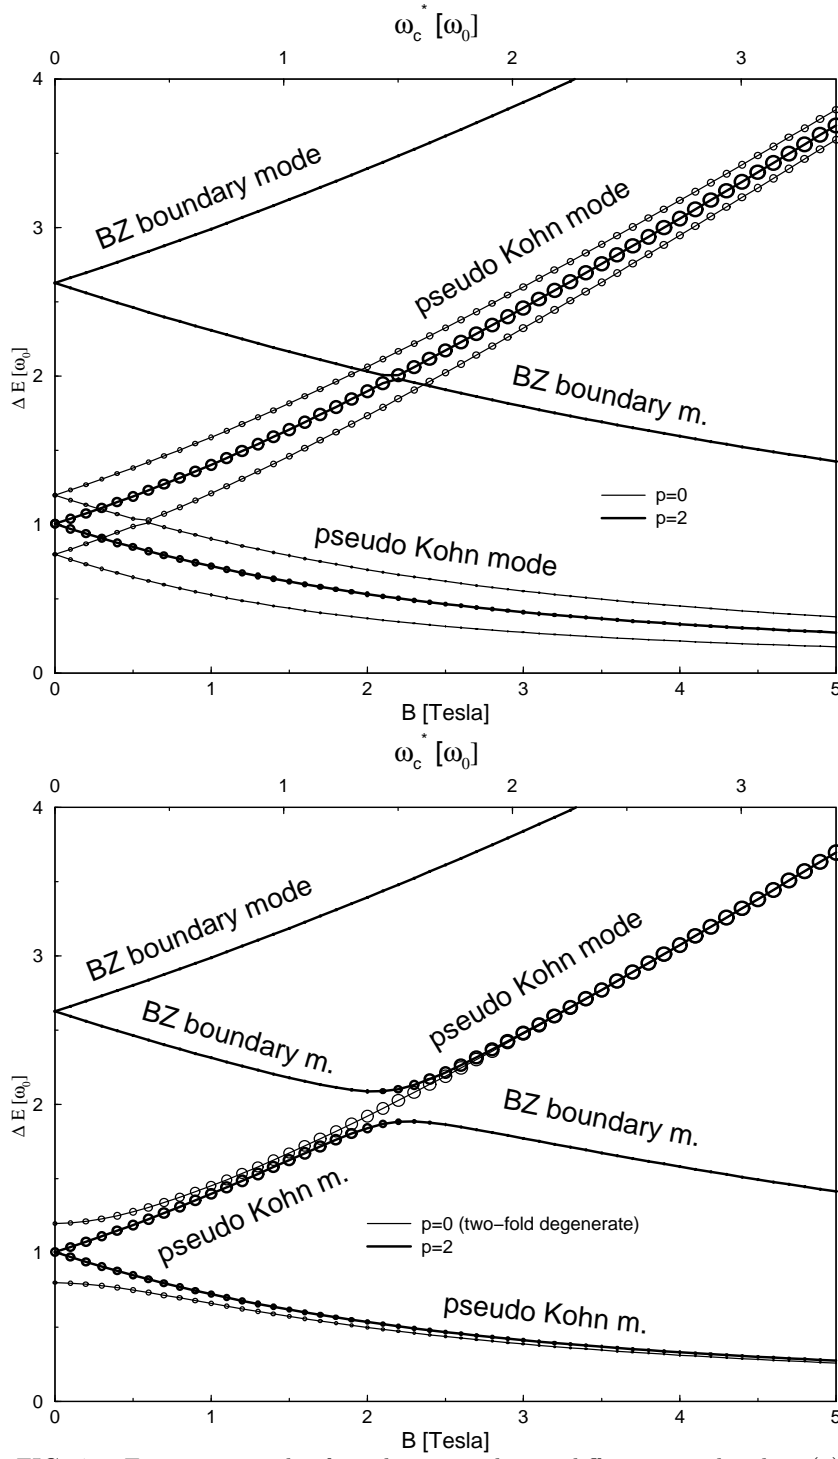 ω_c^* [ω_0]
0 1 2 3
4
3
2
1
0
Δ E [ω_0]
BZ boundary mode
pseudo Kohn mode
BZ boundary m.
p=0
p=2
pseudo Kohn mode
0 1 2 3 4 5
B [Tesla]
ω_c^* [ω_0]
0 1 2 3
4
3
2
1
0
Δ E [ω_0]
BZ boundary mode
pseudo Kohn mode
BZ boundary m.
BZ boundary m.
pseudo Kohn m.
p=0 (two-fold degenerate)
p=2
pseudo Kohn m.
0 1 2 3 4 5
B [Tesla]